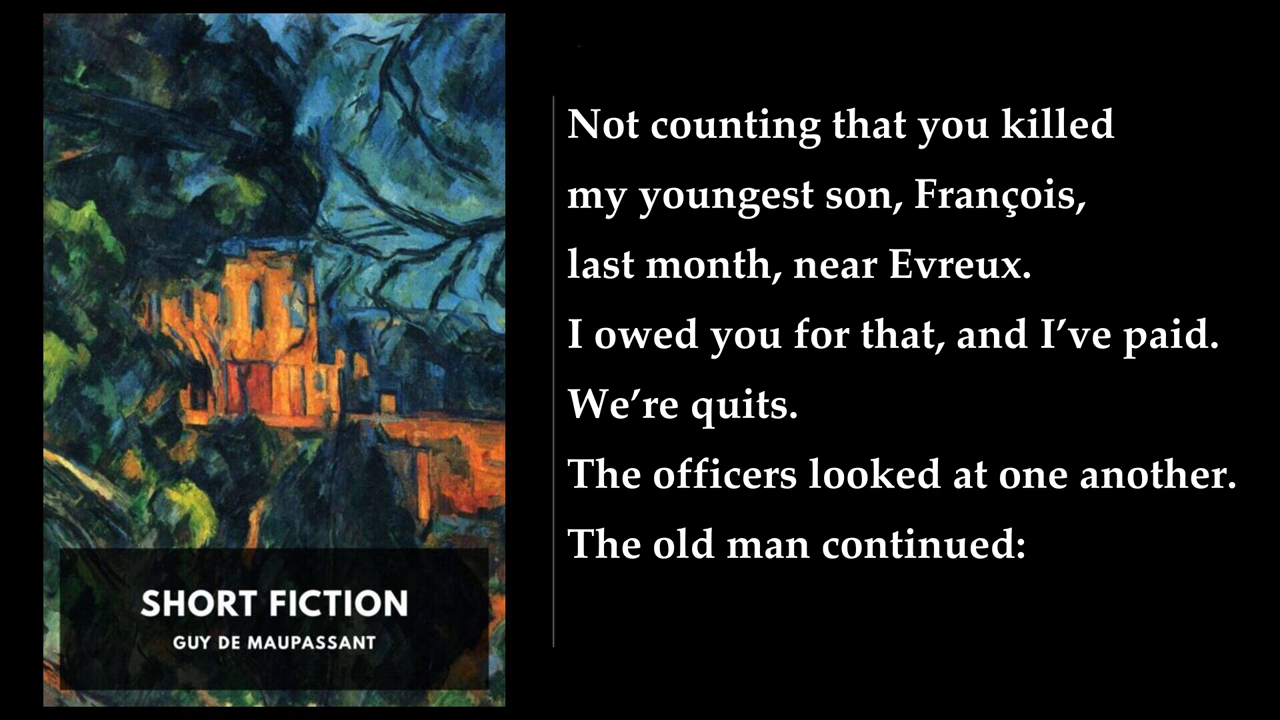 SHORT FICTION
GUY DE MAUPASSANT
Not counting that you killed
my youngest son, François,
last month, near Evreux.
I owed you for that, and I’ve paid.
We’re quits.
The officers looked at one another.
The old man continued: